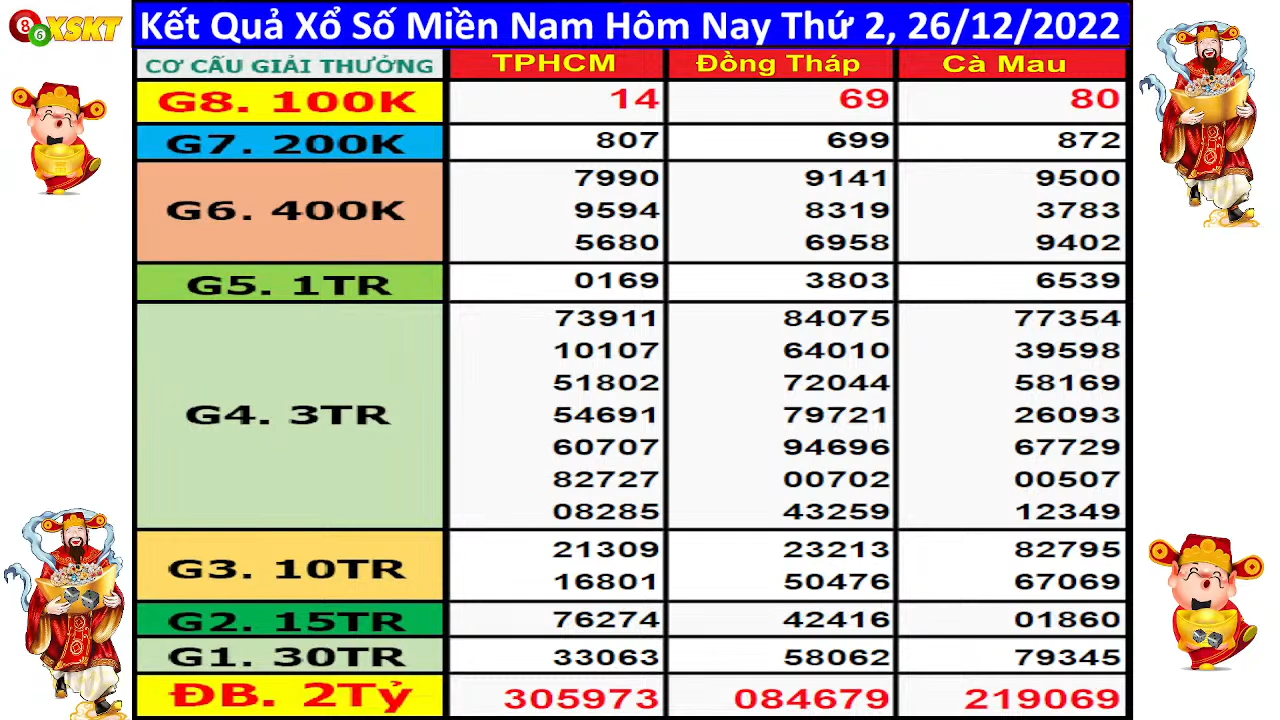 8 6 XSKT
Kết Quả Xổ Số Miền Nam Hôm Nay Thứ 2, 26/12/2022
CƠ CẤU GIẢI THƯỞNG TPHCM Đồng Tháp Cà Mau
G8. 100K 14 69 80
G7. 200K 807 699 872
7990 9141 9500
G6. 400K 9594 8319 3783
5680 6958 9402
G5. 1TR 0169 3803 6539
73911 84075 77354
10107 64010 39598
51802 72044 58169
G4. 3TR 54691 79721 26093
60707 94696 67729
82727 00702 00507
08285 43259 12349
21309 23213 82795
G3. 10TR 16801 50476 67069
G2. 15TR 76274 42416 01860
G1. 30TR 33063 58062 79345
ĐB. 2Tỷ 305973 084679 219069